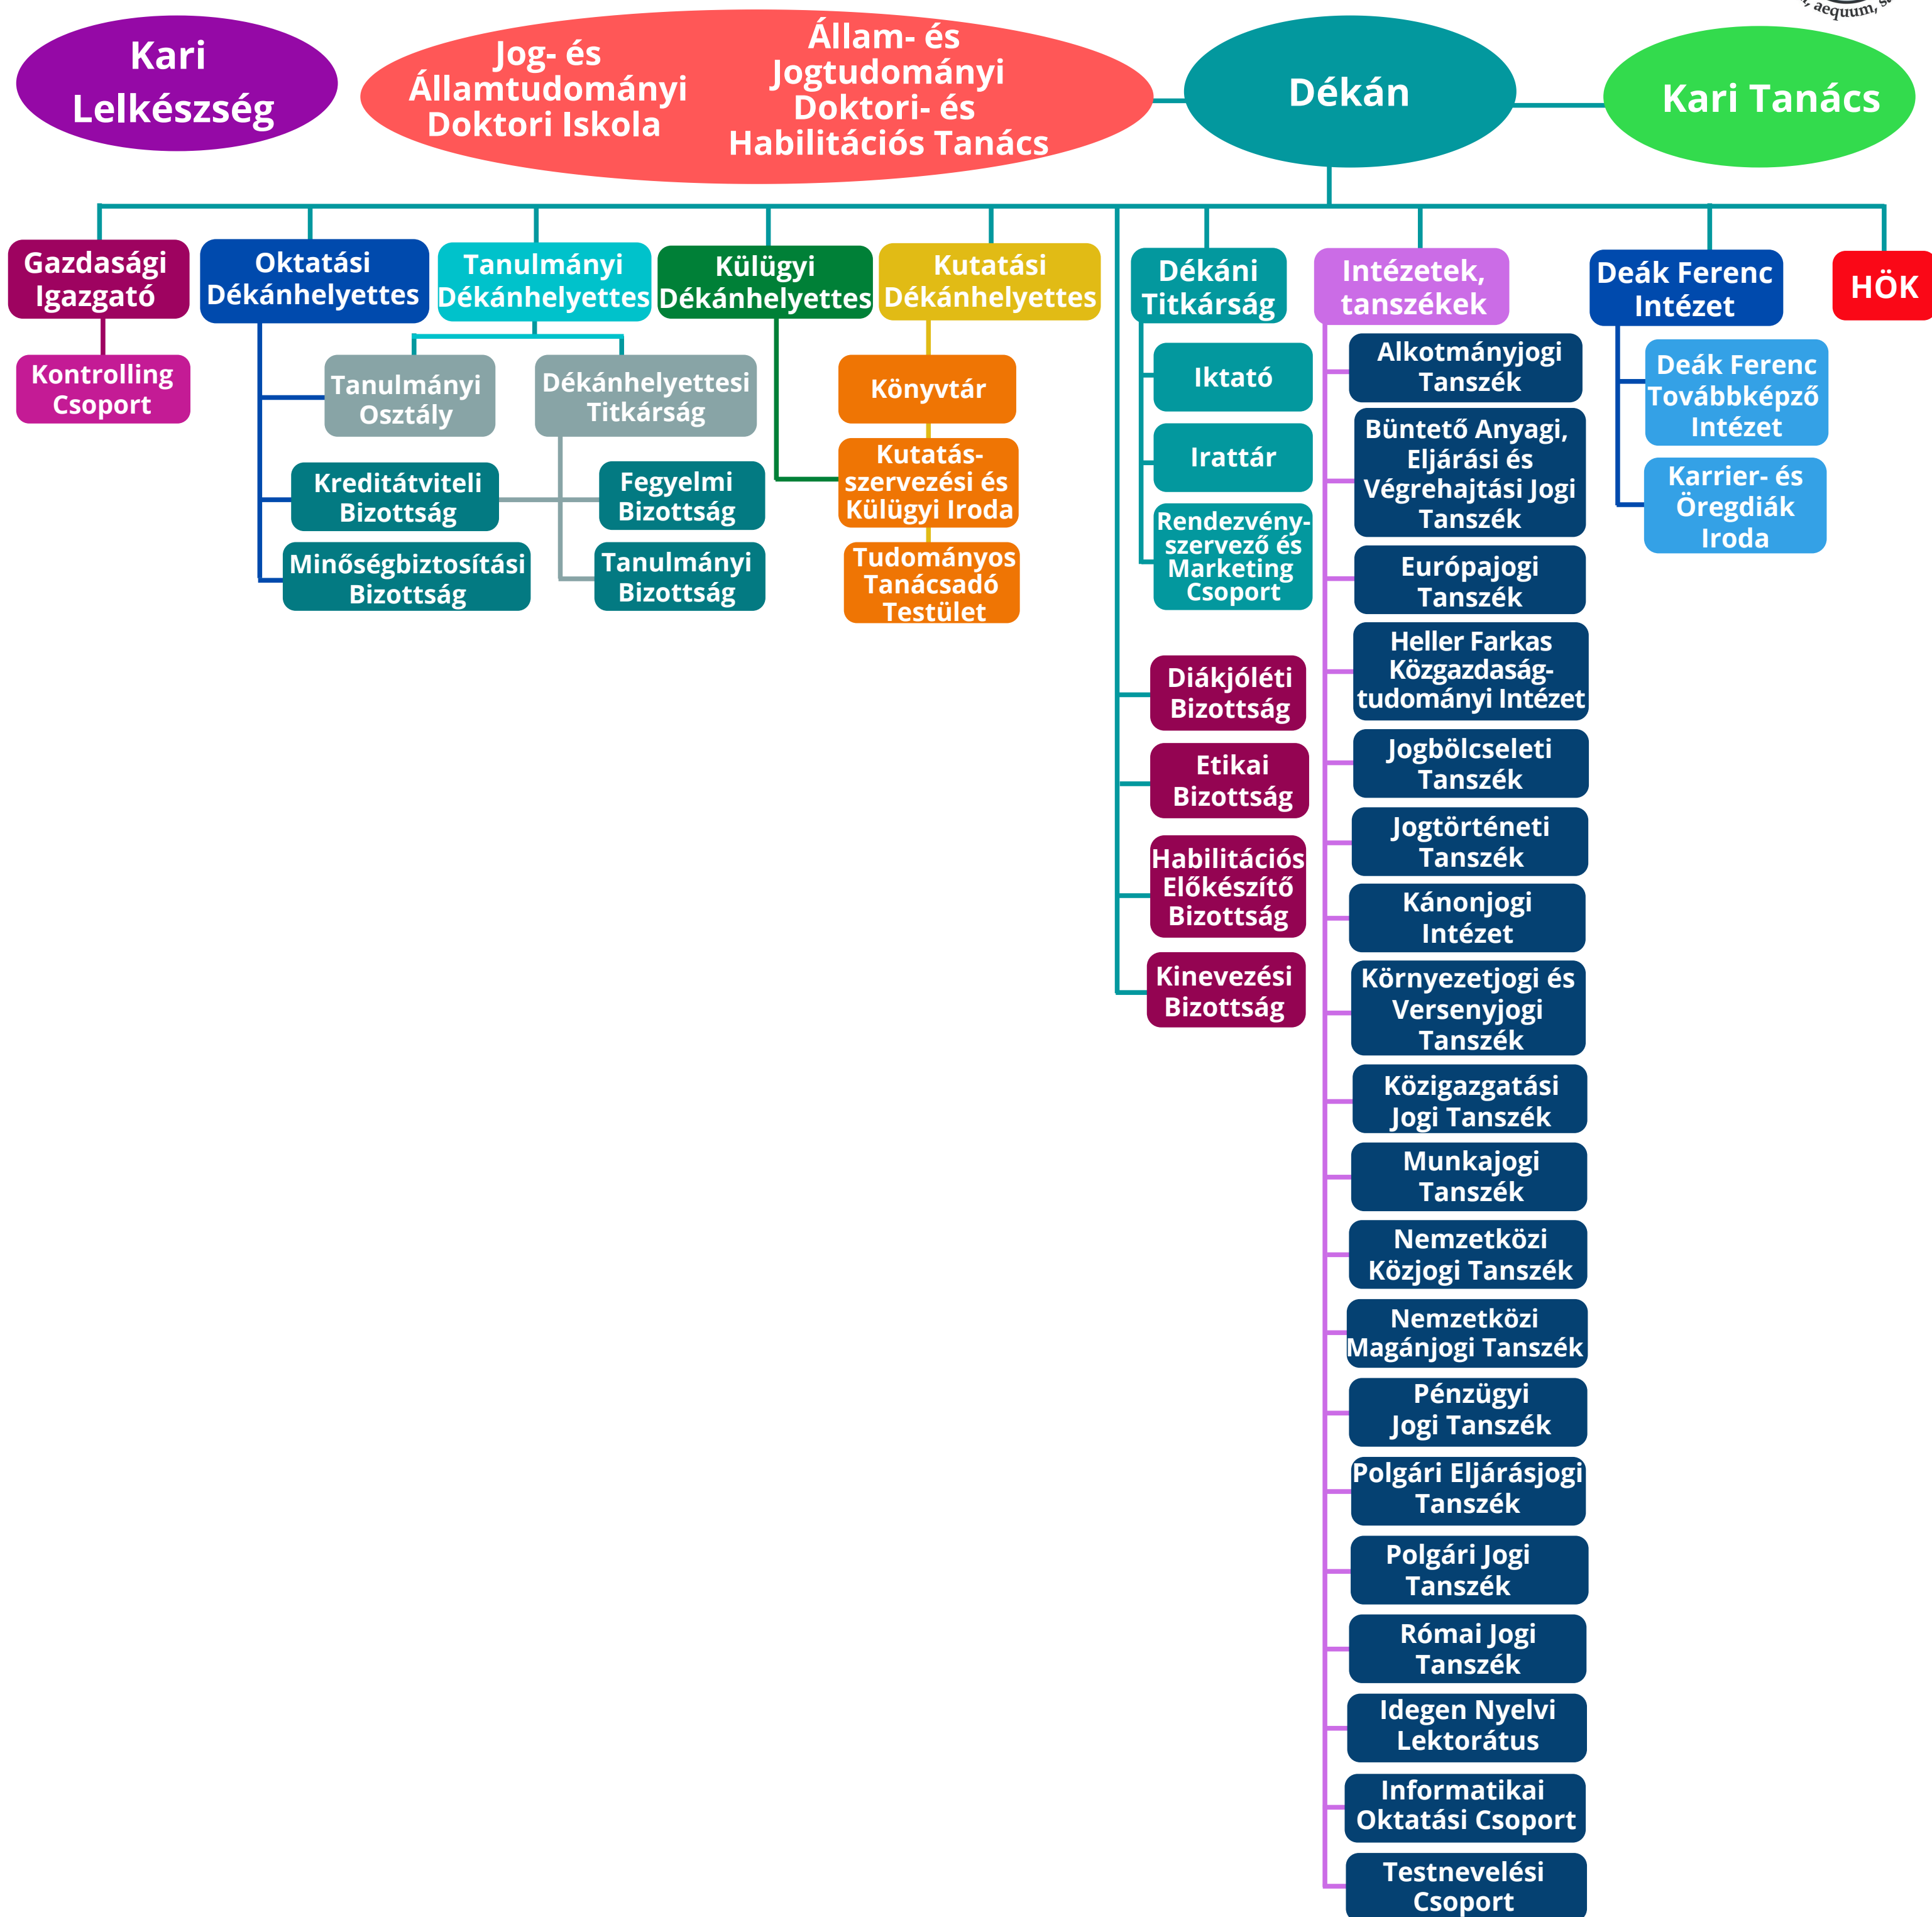 aequum,
Kari
Lelkészség
Jog- és
Államtudományi
Doktori Iskola
Állam- és
Jogtudományi
Doktori- és
Habilitációs Tanács
Dékán
Kari Tanács
Gazdasági
Igazgató
Kontrolling
Csoport
Oktatási
Dékánhelyettes
Tanulmányi
Dékánhelyettes
Külügyi
Dékánhelyettes
Kutatási
Dékánhelyettes
Dékáni
Titkárság
Intézetek,
tanszékek
Deák Ferenc
Intézet
HÖK
Tanulmányi
Osztály
Dékánhelyettesi
Titkárság
Kreditátviteli
Bizottság
Fegyelmi
Bizottság
Minőségbiztosítási
Bizottság
Tanulmányi
Bizottság
Könyvtár
Kutatás-
szervezési és
Külügyi Iroda
Tudományos
Tanácsadó
Testület
Iktató
Irattár
Rendezvény-
szervező és
Marketing
Csoport
Diákjóléti
Bizottság
Etikai
Bizottság
Habilitációs
Előkészítő
Bizottság
Kinevezési
Bizottság
Alkotmányjogi
Tanszék
Büntető Anyagi,
Eljárási és
Végrehajtási Jogi
Tanszék
Európajogi
Tanszék
Heller Farkas
Közgazdaság-
tudományi Intézet
Jogbölcseleti
Tanszék
Jogtörténeti
Tanszék
Kánonjogi
Intézet
Környezetjogi és
Versenyjogi
Tanszék
Közigazgatási
Jogi Tanszék
Munkajogi
Tanszék
Nemzetközi
Közjogi Tanszék
Nemzetközi
Magánjogi Tanszék
Pénzügyi
Jogi Tanszék
Polgári Eljárásjogi
Tanszék
Polgári Jogi
Tanszék
Római Jogi
Tanszék
Idegen Nyelvi
Lektorátus
Informatikai
Oktatási Csoport
Testnevelési
Csoport
Deák Ferenc
Továbbképző
Intézet
Karrier- és
Öregdiák
Iroda